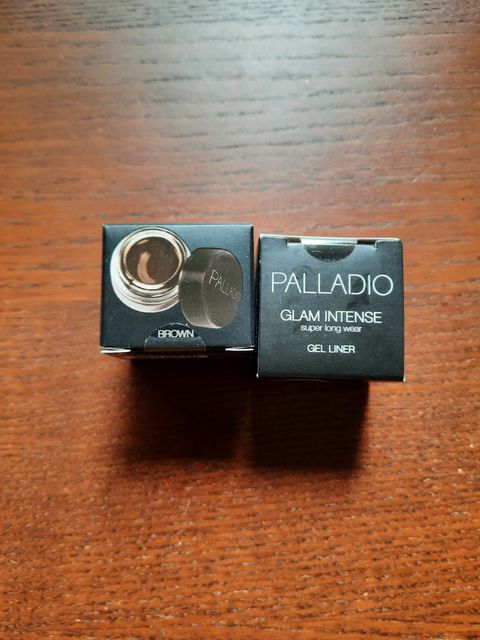 PALLADIO
BROWN
PALLADIO
GLAM INTENSE
super long wear
GEL LINER